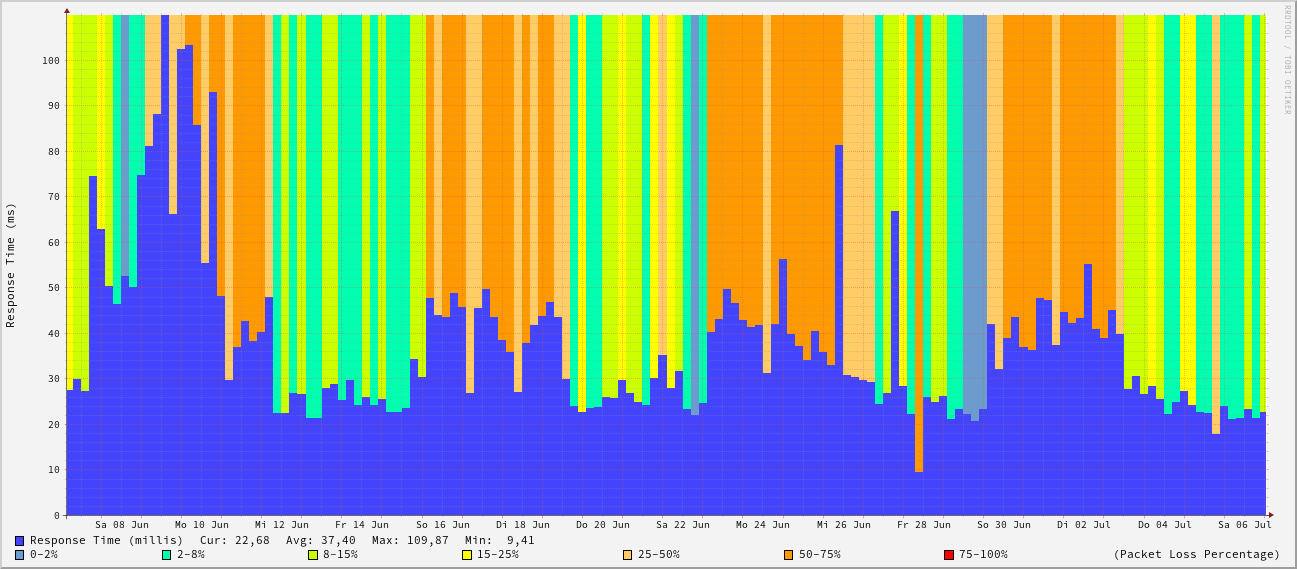 RRDTOOL / TOBI OETIKER
Response Time (ms)
100
90
80
70
60
50
40
30
20
10
0
Sa 08 Jun Mo 10 Jun Mi 12 Jun Fr 14 Jun So 16 Jun Di 18 Jun Do 20 Jun Sa 22 Jun Mo 24 Jun Mi 26 Jun Fr 28 Jun So 30 Jun Di 02 Jul Do 04 Jul Sa 06 Jul
Response Time (millis) Cur: 22,68 Avg: 37,40 Max: 109,87 Min: 9,41
0-2% 2-8% 8-15% 15-25% 25-50% 50-75% 75-100% (Packet Loss Percentage)